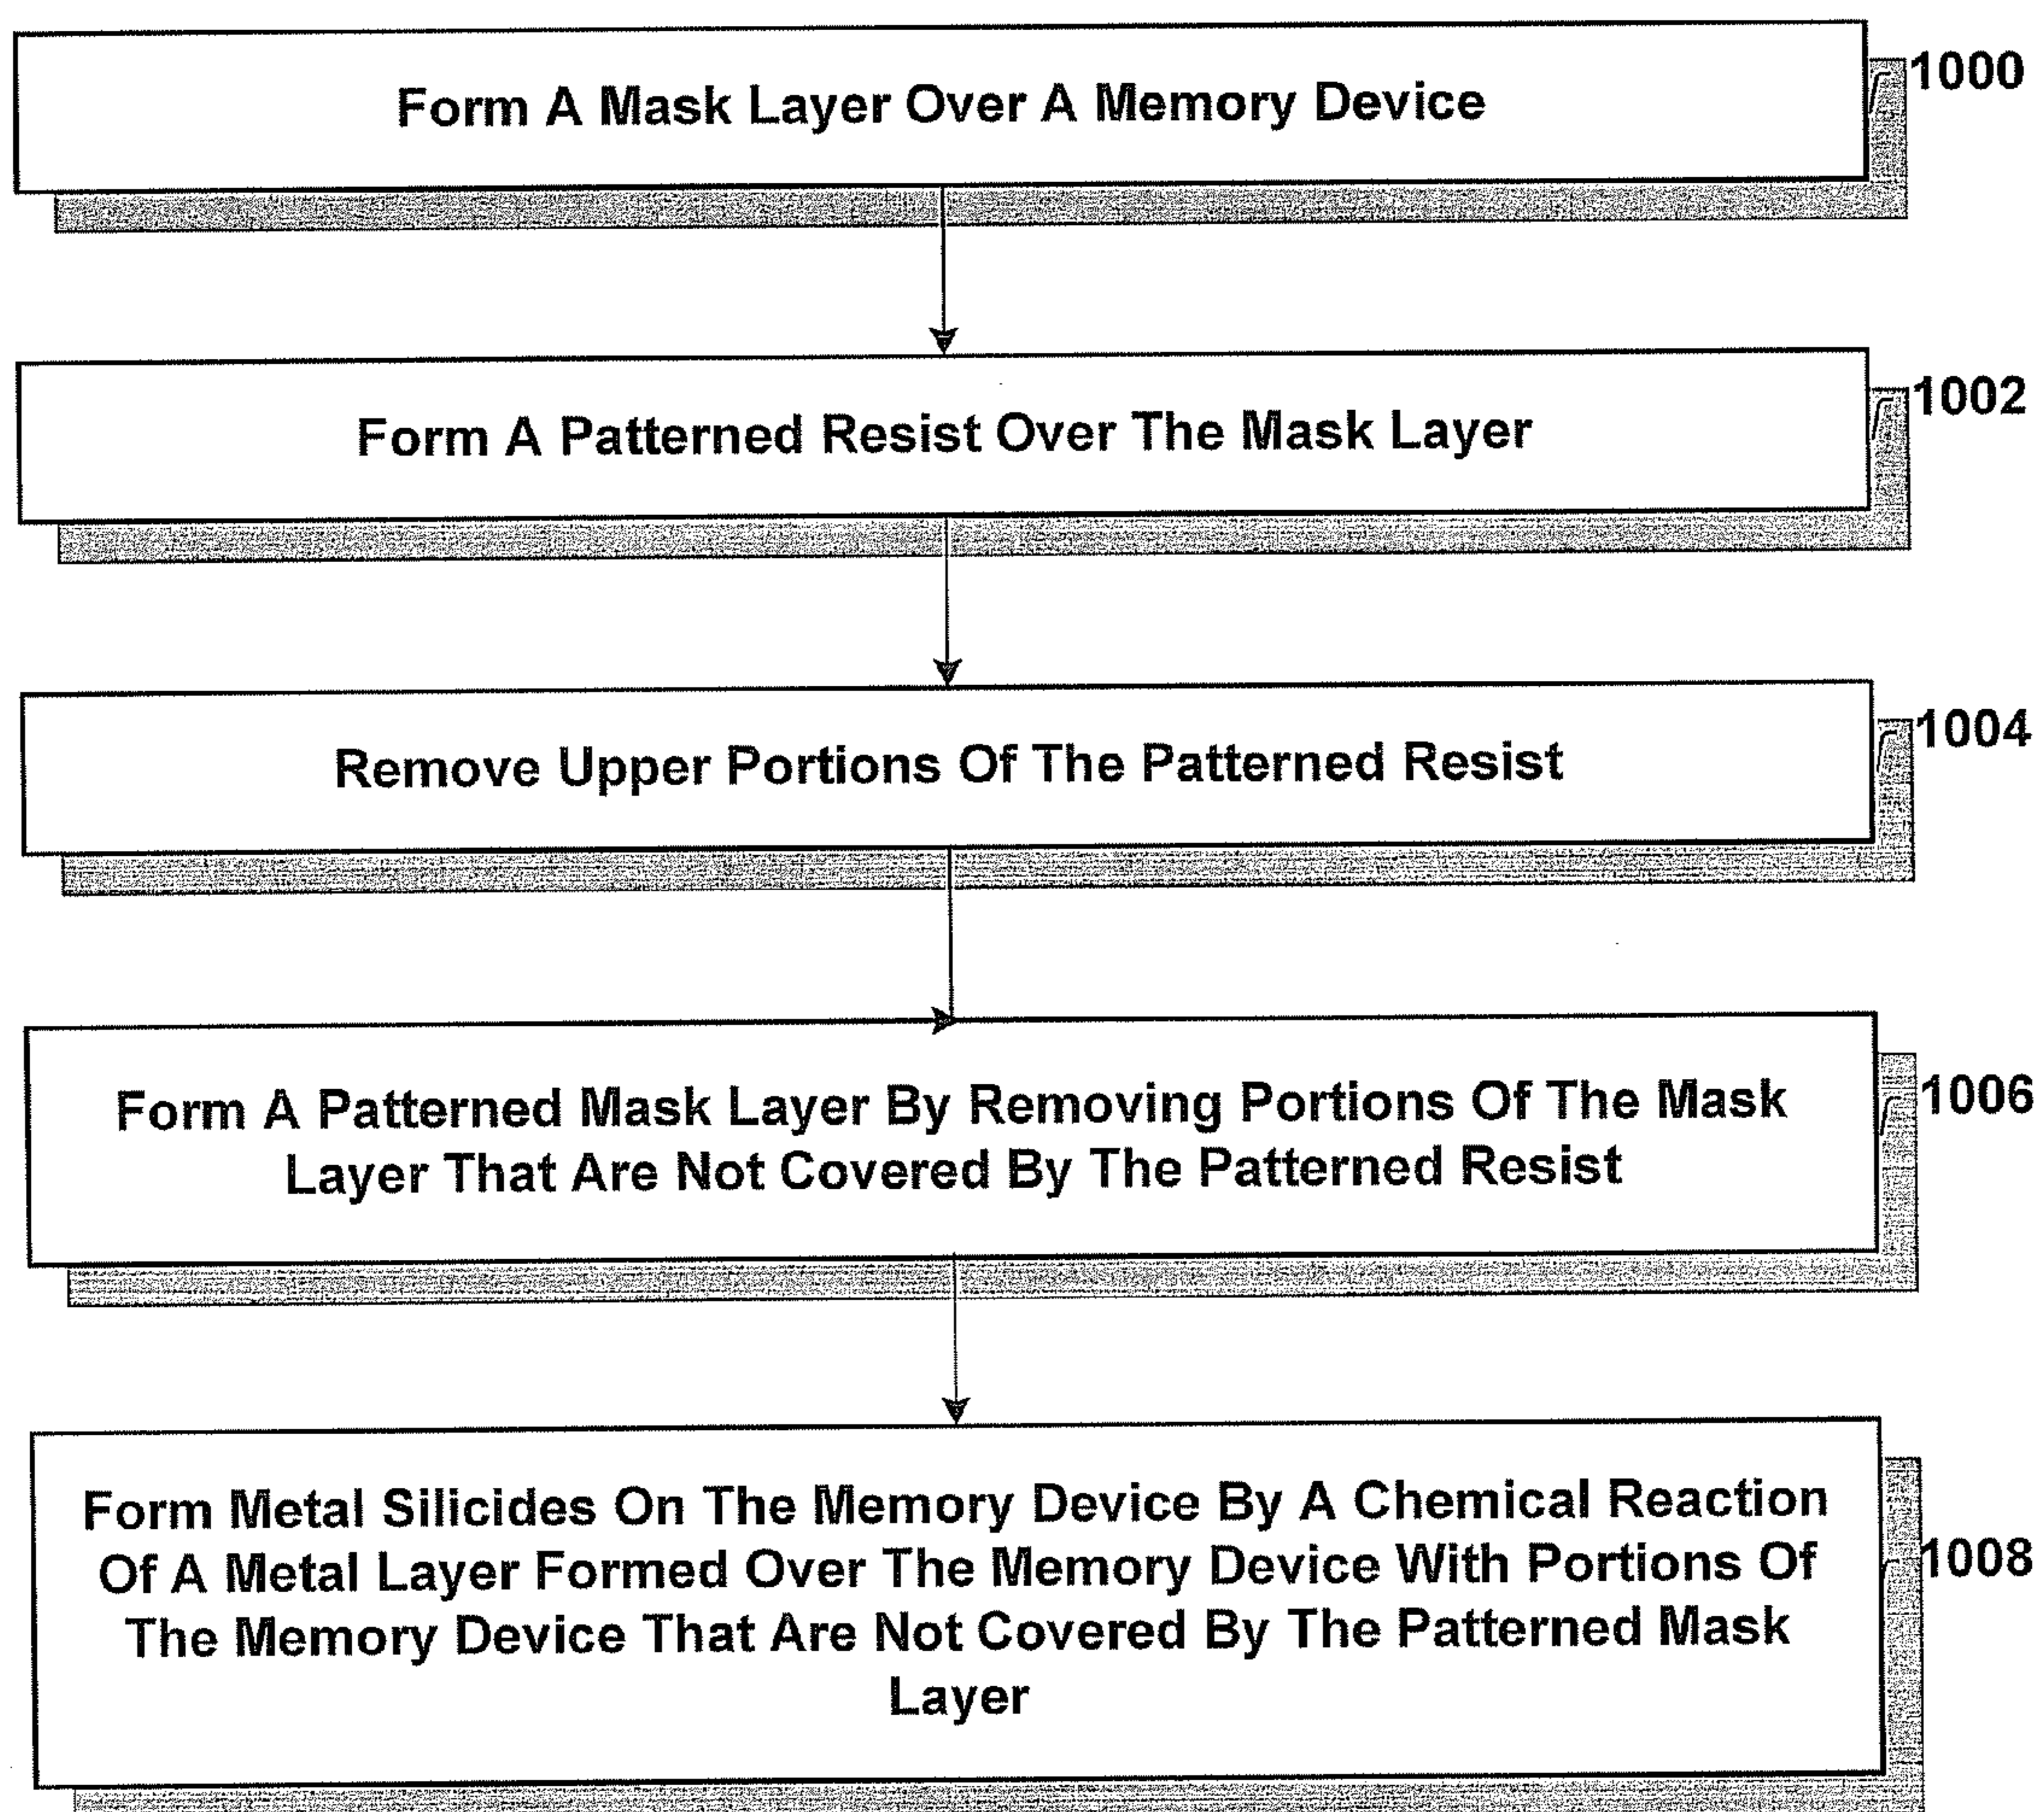 Form A Mask Layer Over A Memory Device
1000
Form A Patterned Resist Over The Mask Layer
1002
Remove Upper Portions Of The Patterned Resist
1004
Form A Patterned Mask Layer By Removing Portions Of The Mask
Layer That Are Not Covered By The Patterned Resist
1006
Form Metal Silicides On The Memory Device By A Chemical Reaction
Of A Metal Layer Formed Over The Memory Device With Portions Of
The Memory Device That Are Not Covered By The Patterned Mask
Layer
1008